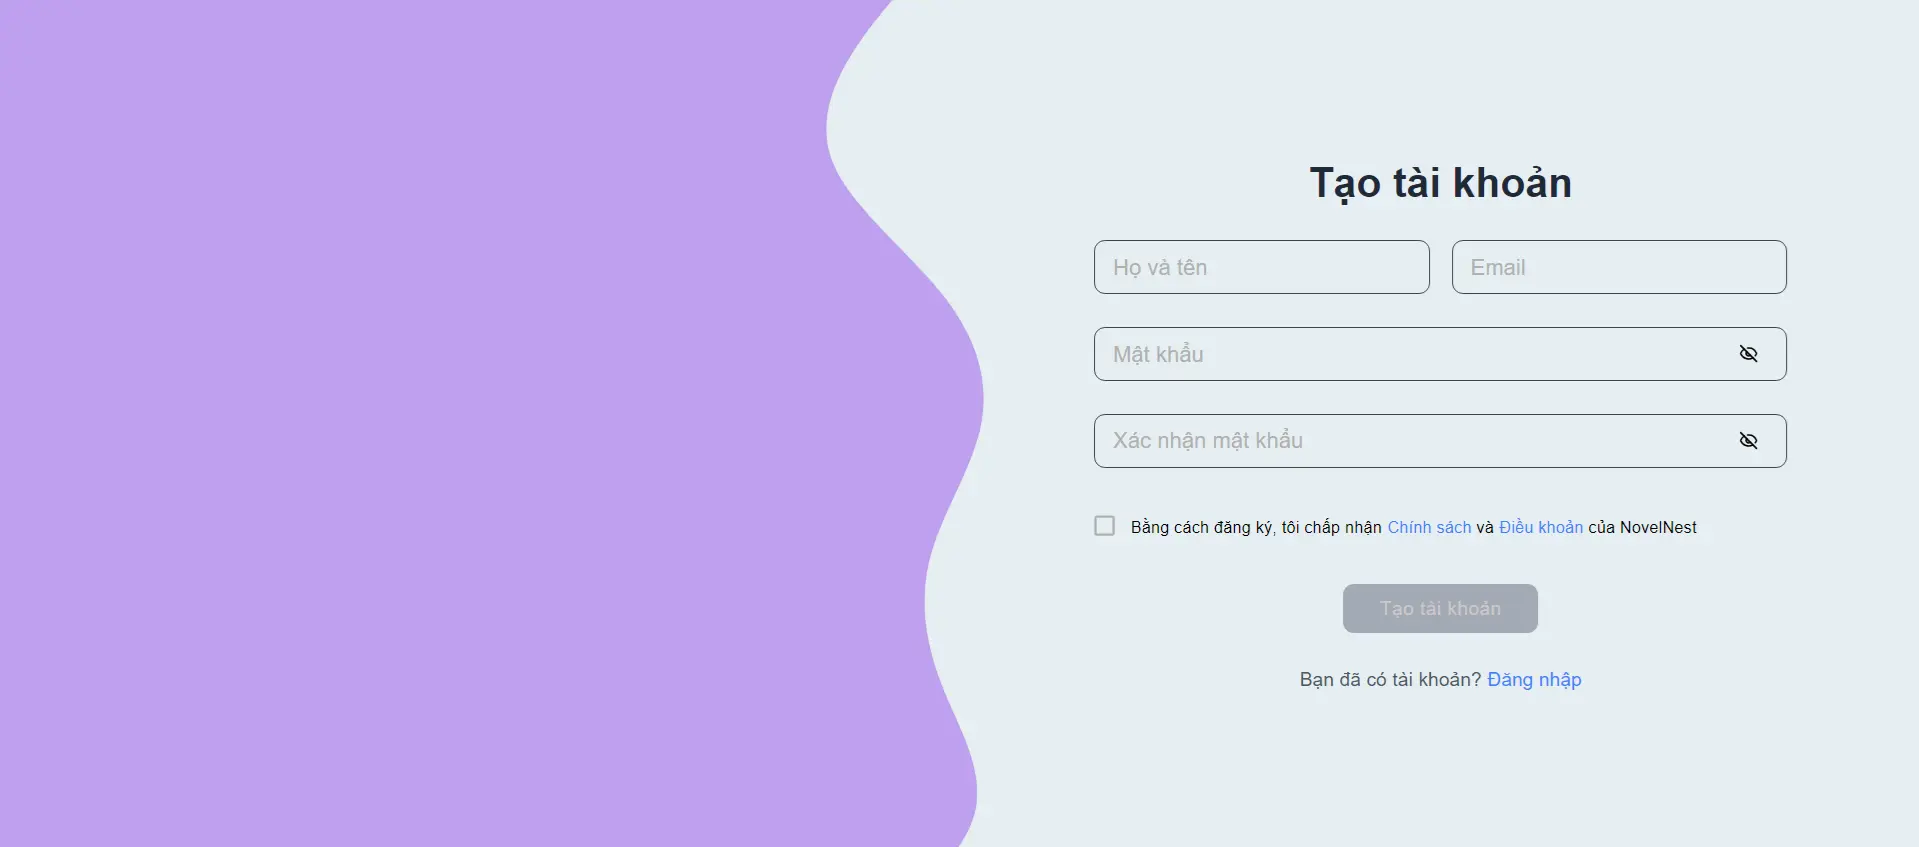 Tạo tài khoản
Họ và tên
Email
Mật khẩu
Xác nhận mật khẩu
Bằng cách đăng ký, tôi chấp nhận Chính sách và Điều khoản của NovelNest
Tạo tài khoản
Bạn đã có tài khoản? Đăng nhập